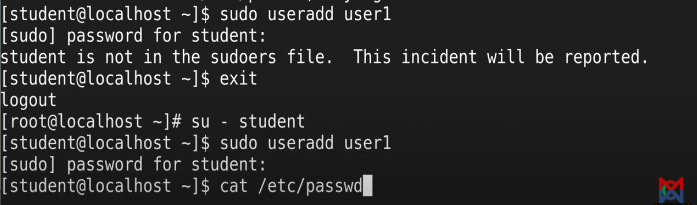 [student@localhost ~]$ sudo useradd user1
[sudo] password for student:
student is not in the sudoers file.  This incident will be reported.
[student@localhost ~]$ exit
logout
[root@localhost ~]# su - student
[student@localhost ~]$ sudo useradd user1
[sudo] password for student:
[student@localhost ~]$ cat /etc/passwd